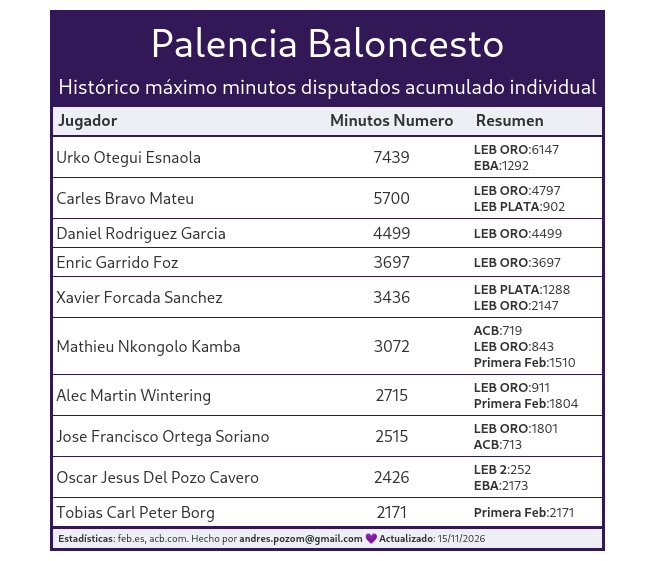 Palencia Baloncesto
Histórico máximo minutos disputados acumulado individual
Jugador Minutos Numero Resumen
Urko Otegui Esnaola 7439 LEB ORO:6147
EBA:1292
Carles Bravo Mateu 5700 LEB ORO:4797
LEB PLATA:902
Daniel Rodriguez Garcia 4499 LEB ORO:4499
Enric Garrido Foz 3697 LEB ORO:3697
Xavier Forcada Sanchez 3436 LEB PLATA:1288
LEB ORO:2147
Mathieu Nkongolo Kamba 3072 ACB:719
LEB ORO:843
Primera Feb:1510
Alec Martin Wintering 2715 LEB ORO:911
Primera Feb:1804
Jose Francisco Ortega Soriano 2515 LEB ORO:1801
ACB:713
Oscar Jesus Del Pozo Cavero 2426 LEB 2:252
EBA:2173
Tobias Carl Peter Borg 2171 Primera Feb:2171
Estadísticas: feb.es, acb.com. Hecho por andres.pozom@gmail.com 💜 Actualizado: 15/11/2026